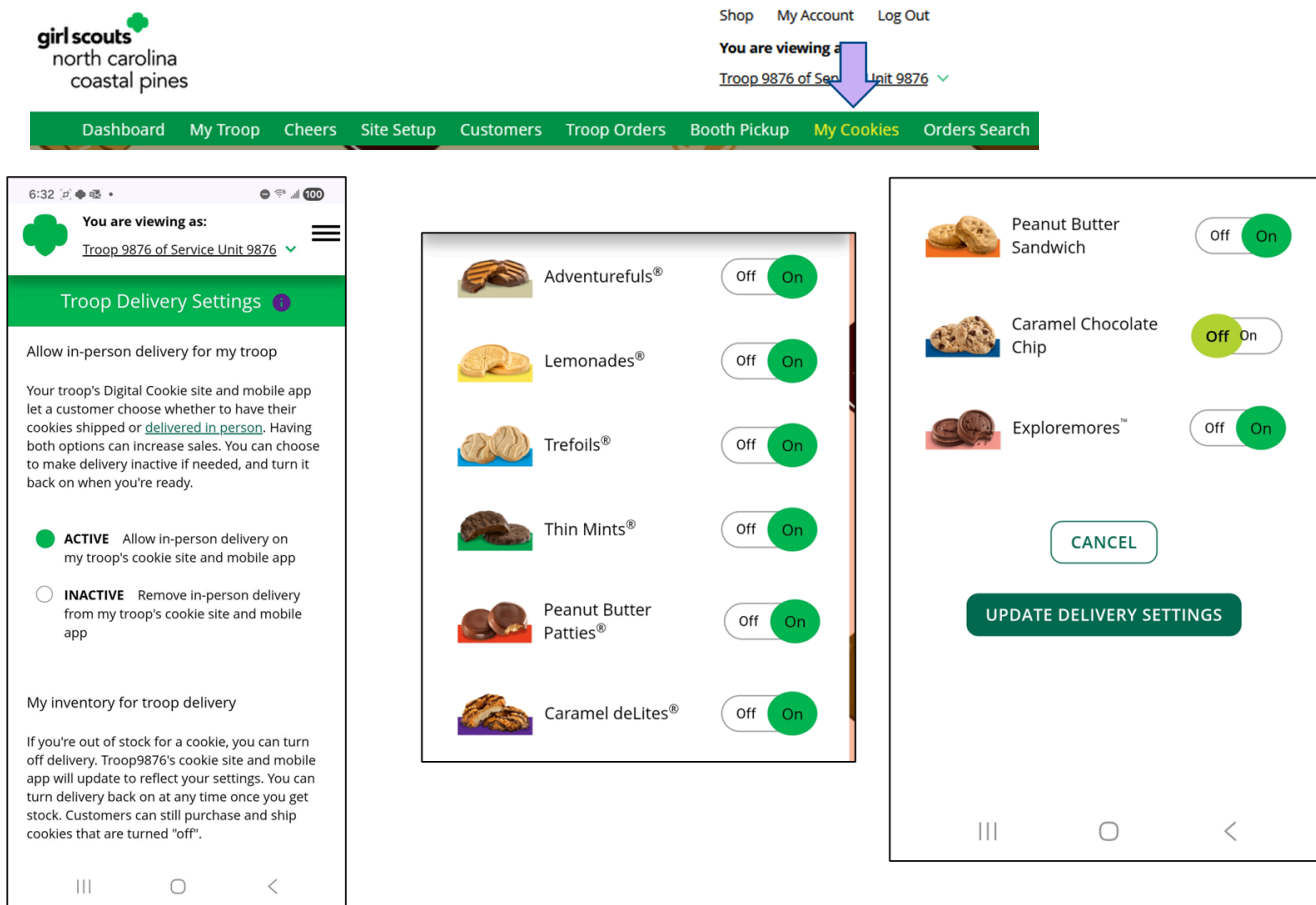 girl scouts
north carolina
coastal pines
Shop My Account Log Out
You are viewing a
Troop 9876 of Ser Unit 9876
Dashboard My Troop Cheers Site Setup Customers Troop Orders Booth Pickup My Cookies Orders Search
6:32 100
You are viewing as:
Troop 9876 of Service Unit 9876
Troop Delivery Settings i
Allow in-person delivery for my troop
Your troop's Digital Cookie site and mobile app
let a customer choose whether to have their
cookies shipped or delivered in person. Having
both options can increase sales. You can choose
to make delivery inactive if needed, and turn it
back on when you're ready.
ACTIVE Allow in-person delivery on
my troop's cookie site and mobile app
INACTIVE Remove in-person delivery
from my troop's cookie site and mobile
app
My inventory for troop delivery
If you're out of stock for a cookie, you can turn
off delivery. Troop9876's cookie site and mobile
app will update to reflect your settings. You can
turn delivery back on at any time once you get
stock. Customers can still purchase and ship
cookies that are turned "off".
Adventurefuls® Off On
Lemonades® Off On
Trefoils® Off On
Thin Mints® Off On
Peanut Butter
Patties® Off On
Caramel deLites® Off On
Peanut Butter
Sandwich Off On
Caramel Chocolate
Chip Off On
Exploremores™ Off On
CANCEL
UPDATE DELIVERY SETTINGS